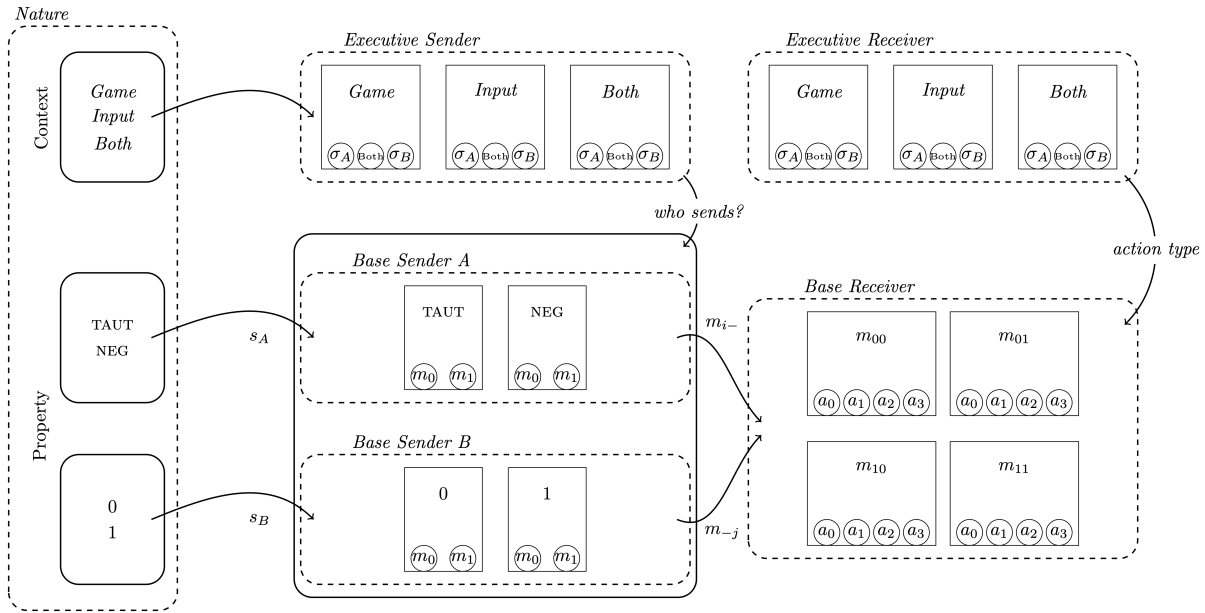 Nature
Context
Game
Input
Both
Executive Sender
Game
σA Both σB
Input
σA Both σB
Both
σA Both σB
Executive Receiver
Game
σA Both σB
Input
σA Both σB
Both
σA Both σB
who sends?
action type
Property
TAUT
NEG
sA
Base Sender A
TAUT
m0 m1
NEG
m0 m1
mi−
0
1
sB
Base Sender B
0
m0 m1
1
m0 m1
m−j
Base Receiver
m00
a0 a1 a2 a3
m01
a0 a1 a2 a3
m10
a0 a1 a2 a3
m11
a0 a1 a2 a3